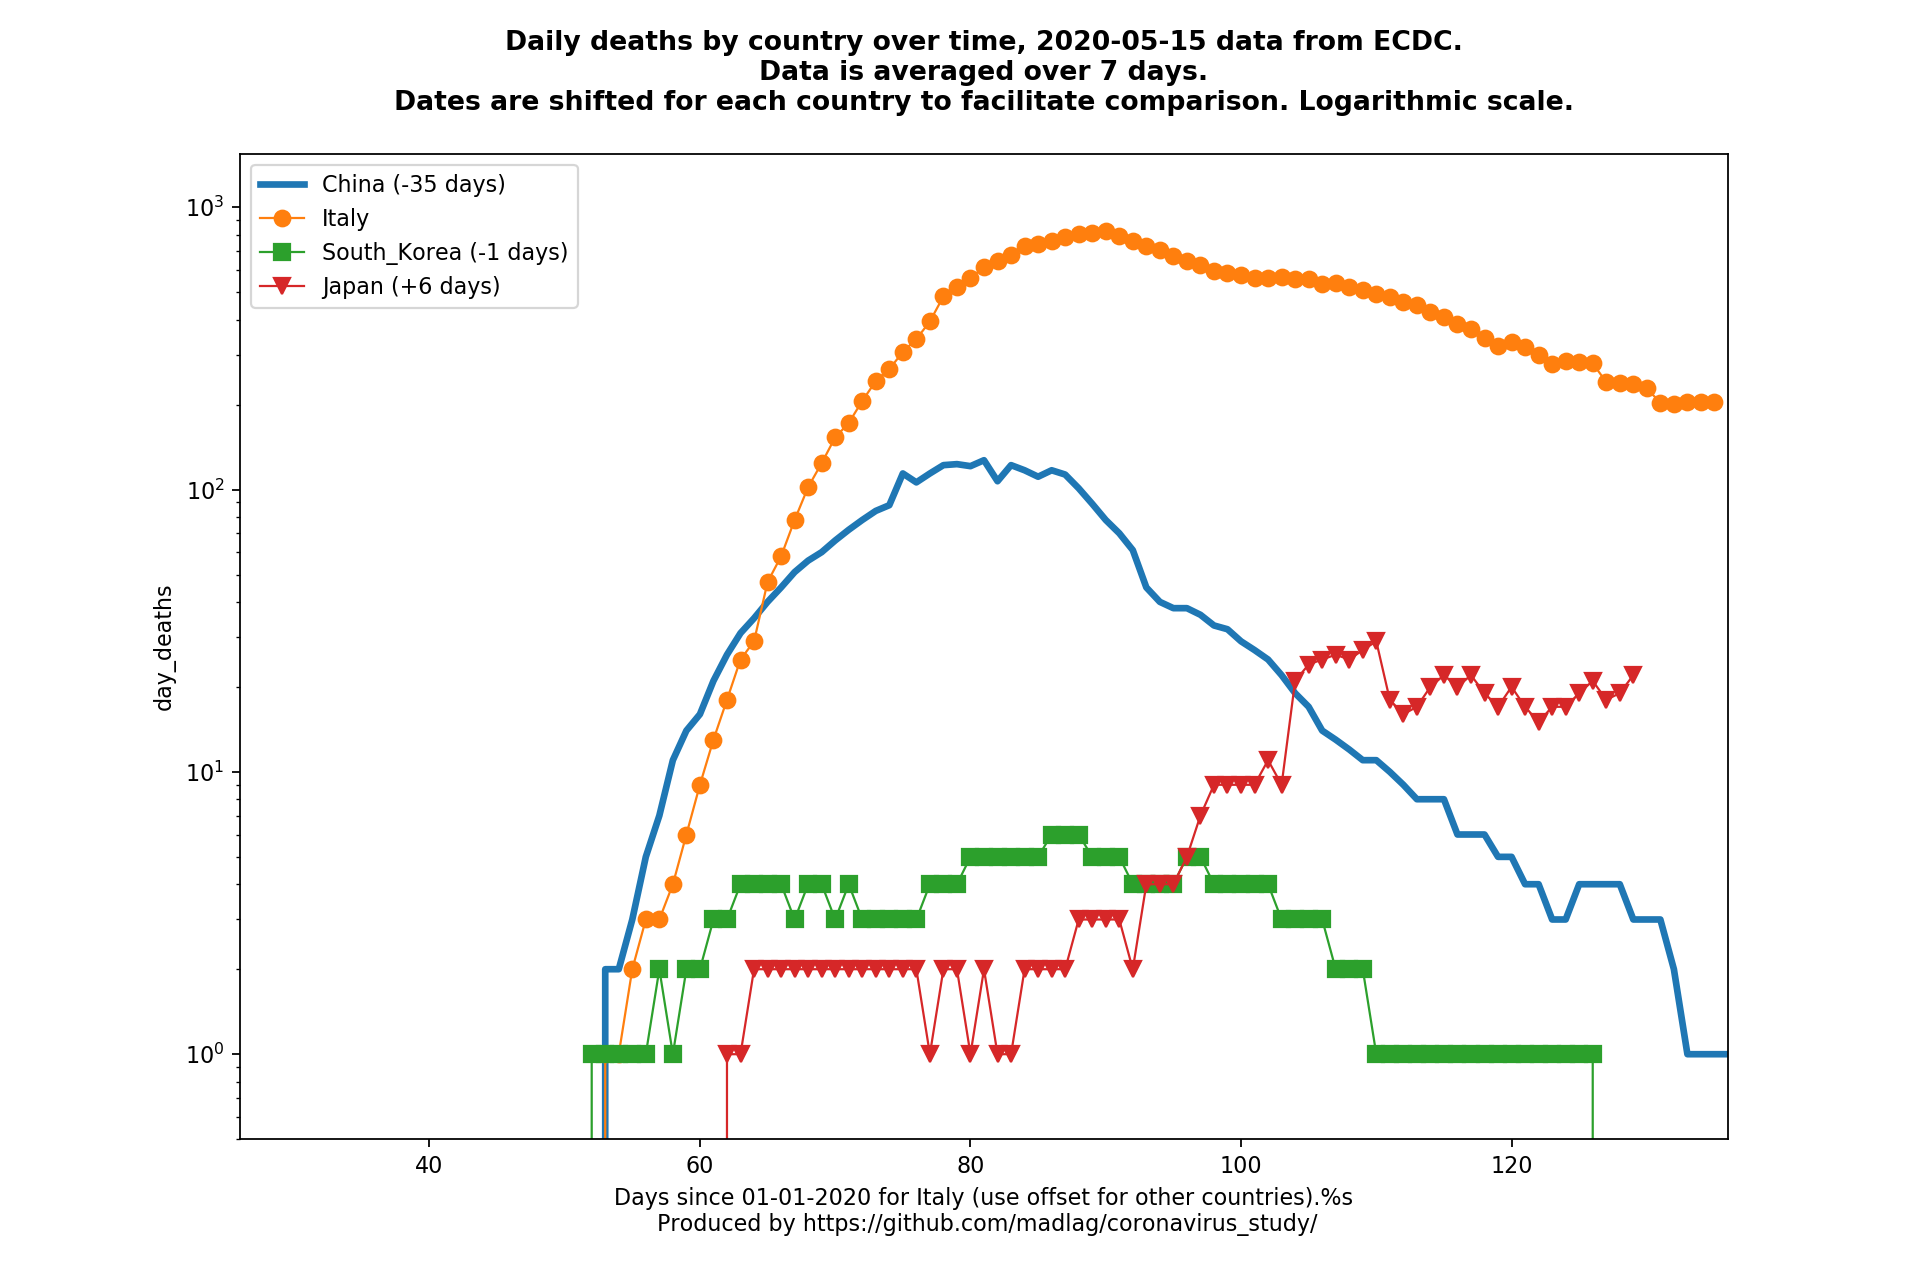 Daily deaths by country over time, 2020-05-15 data from ECDC.
Data is averaged over 7 days.
Dates are shifted for each country to facilitate comparison. Logarithmic scale.
China (-35 days)
Italy
South_Korea (-1 days)
Japan (+6 days)
10³
10²
10¹
10⁰
day_deaths
40 60 80 100 120
Days since 01-01-2020 for Italy (use offset for other countries).%s
Produced by https://github.com/madlag/coronavirus_study/